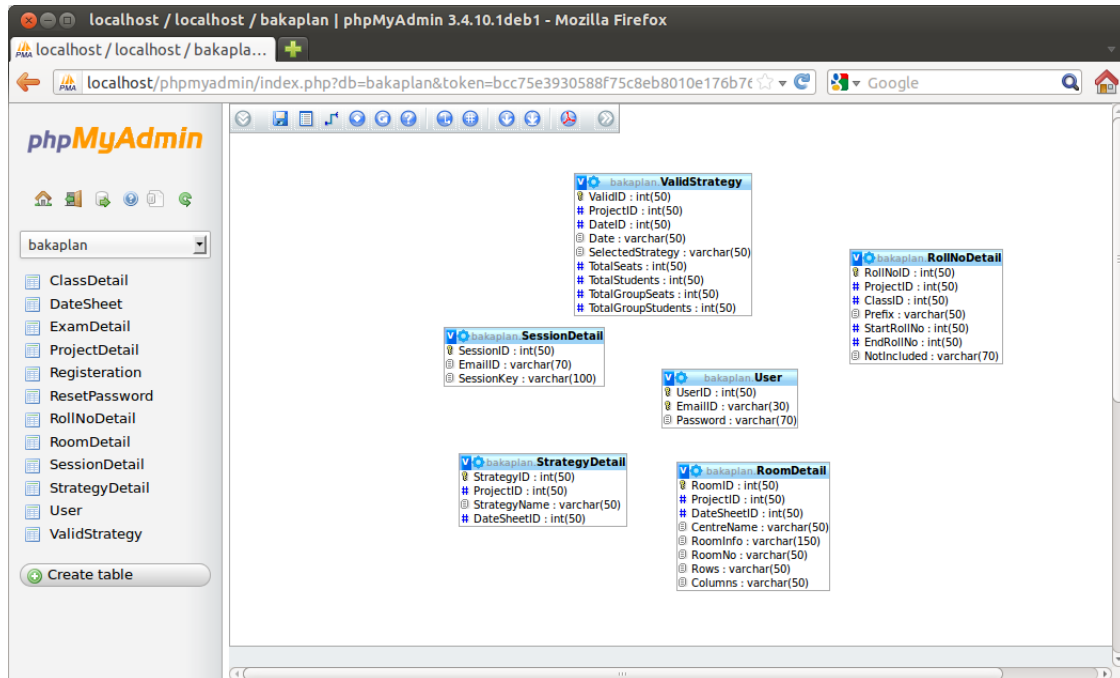 localhost / localhost / bakaplan | phpMyAdmin 3.4.10.1deb1 - Mozilla Firefox
PMA localhost / localhost / bakapla...
PMA localhost/phpmyadmin/index.php?db=bakaplan&token=bcc75e3930588f75c8eb8010e176b76
Google
phpMyAdmin
bakaplan
ClassDetail
DateSheet
ExamDetail
ProjectDetail
Registeration
ResetPassword
RollNoDetail
RoomDetail
SessionDetail
StrategyDetail
User
ValidStrategy
Create table
V bakaplan.ValidStrategy
ValidID : int(50)
# ProjectID : int(50)
# DateID : int(50)
Date : varchar(50)
SelectedStrategy : varchar(50)
# TotalSeats : int(50)
# TotalStudents : int(50)
# TotalGroupSeats : int(50)
# TotalGroupStudents : int(50)
V bakaplan.RollNoDetail
RollNoID : int(50)
# ProjectID : int(50)
# ClassID : int(50)
Prefix : varchar(50)
# StartRollNo : int(50)
# EndRollNo : int(50)
NotIncluded : varchar(70)
V bakaplan.SessionDetail
SessionID : int(50)
EmailID : varchar(70)
SessionKey : varchar(100)
V bakaplan.User
UserID : int(50)
EmailID : varchar(30)
Password : varchar(70)
V bakaplan.StrategyDetail
StrategyID : int(50)
# ProjectID : int(50)
StrategyName : varchar(50)
# DateSheetID : int(50)
V bakaplan.RoomDetail
RoomID : int(50)
# ProjectID : int(50)
# DateSheetID : int(50)
CentreName : varchar(50)
RoomInfo : varchar(150)
RoomNo : varchar(50)
Rows : varchar(50)
Columns : varchar(50)